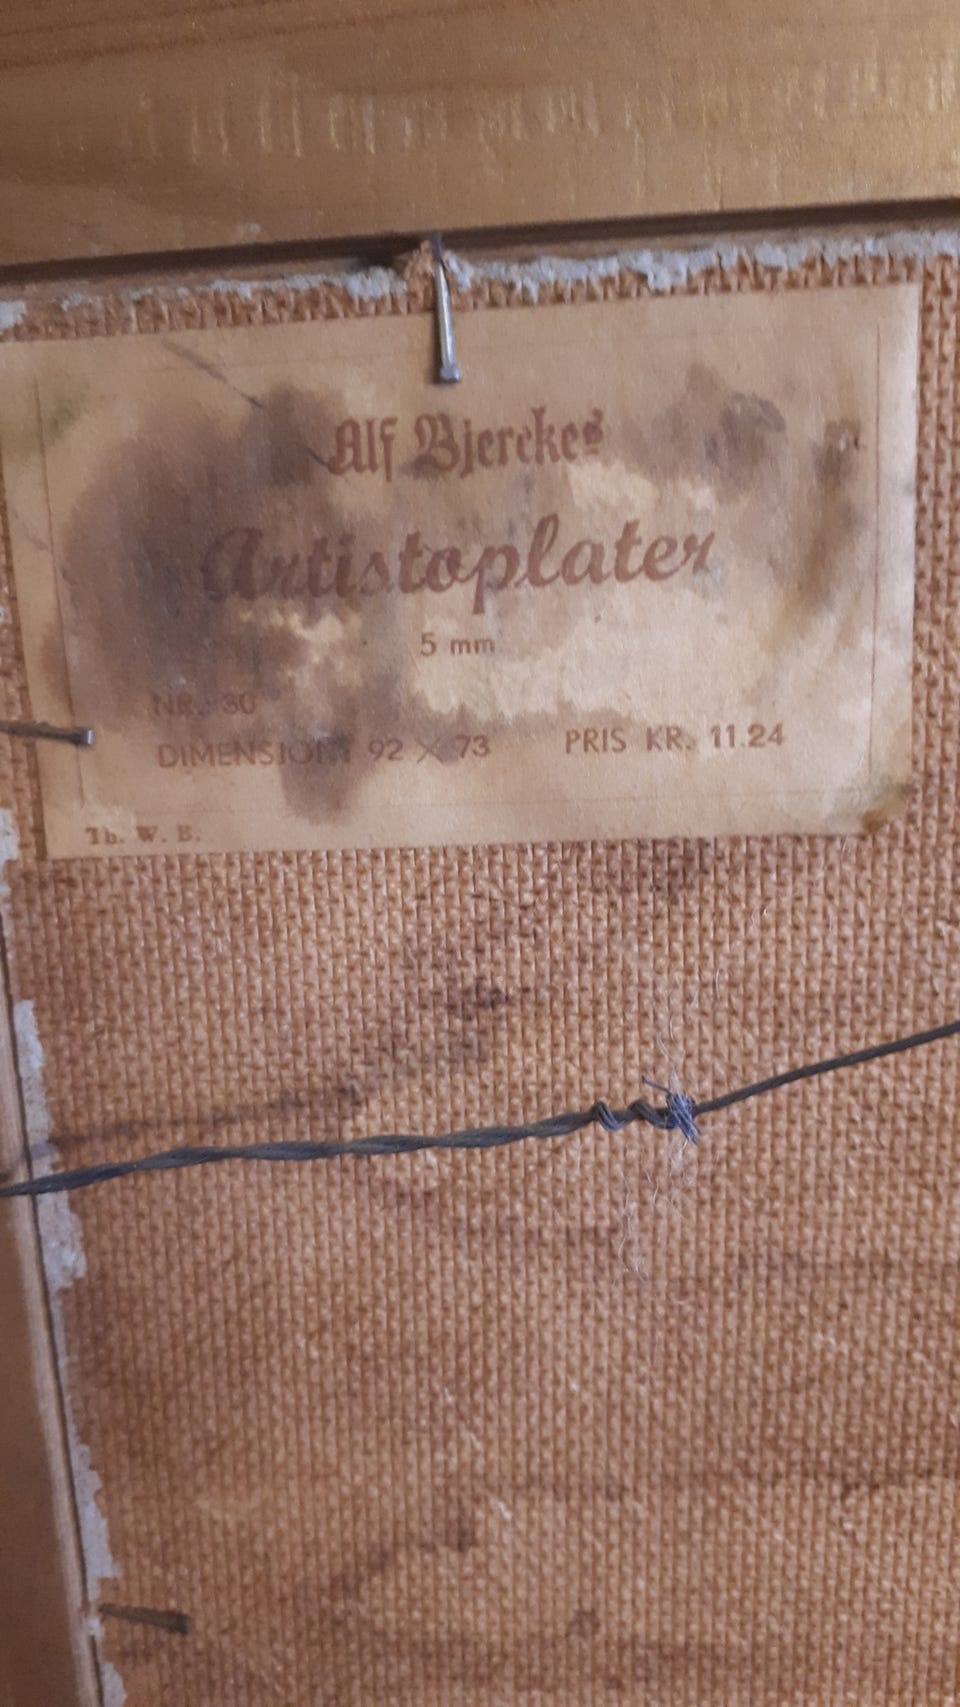 Alf Bjerckes
Artistoplater
5 mm
NR. 30
DIMENSION 92 X 73 PRIS KR. 11.24
Th. W. B.